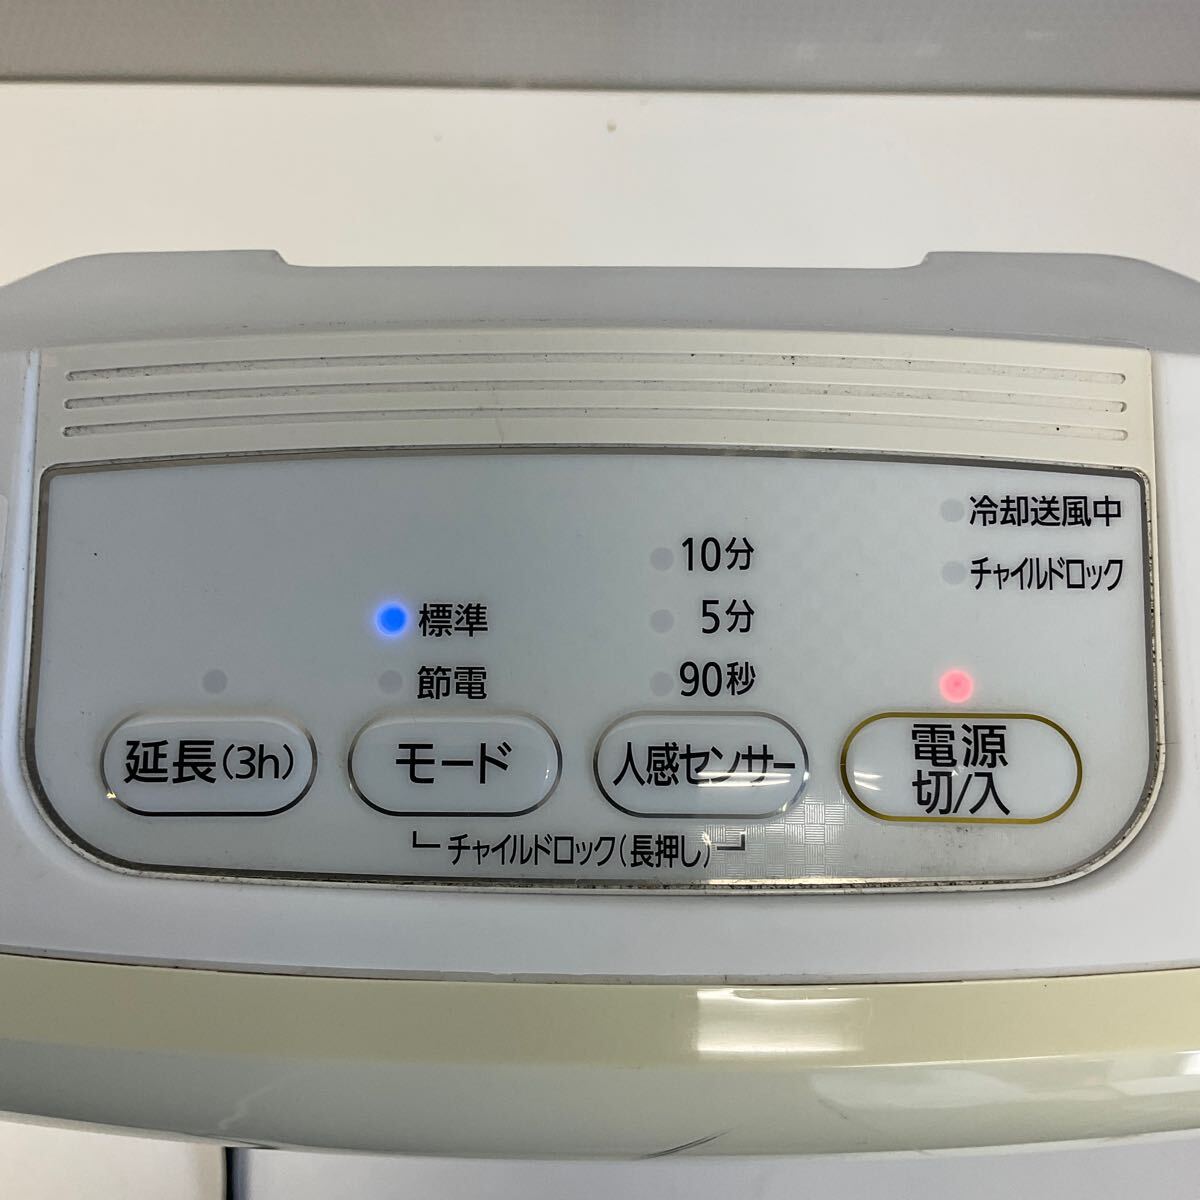 冷却送風中
チャイルドロック
10分
5分
90秒
標準
節電
延長(3h)
モード
人感センサー
電源
切/入
チャイルドロック(長押し)